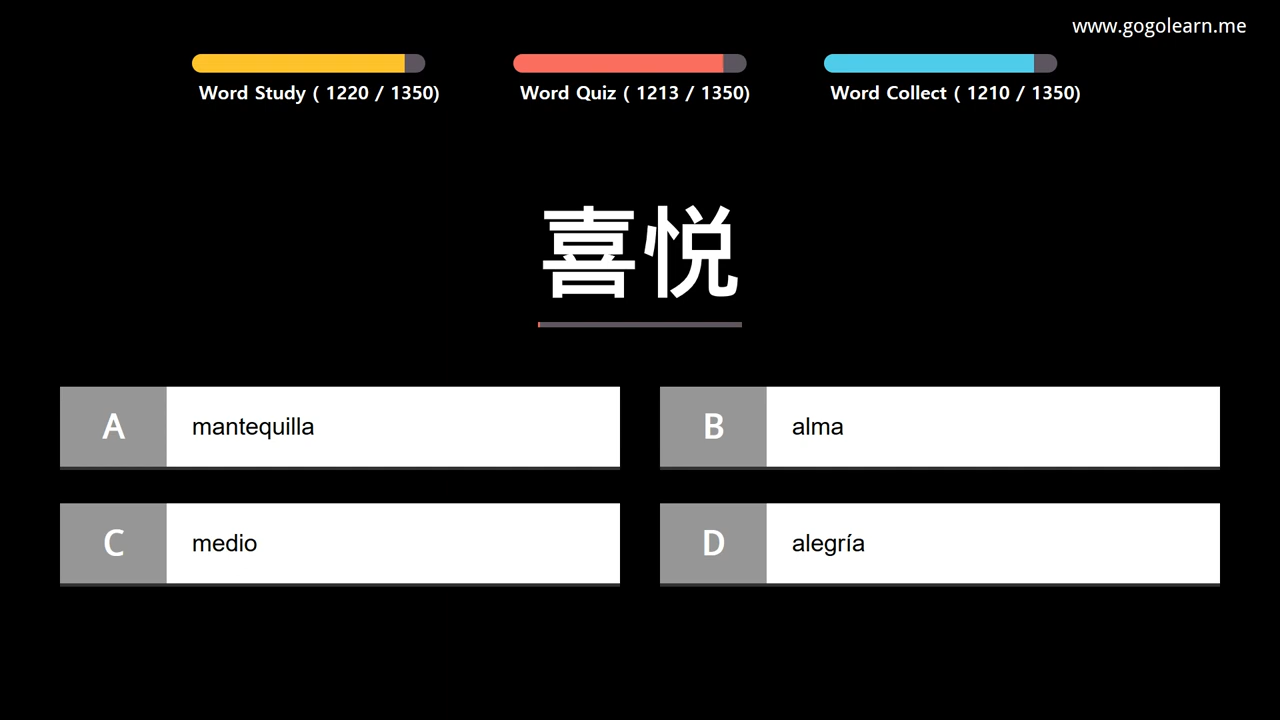 www.gogolearn.me
Word Study ( 1220 / 1350)
Word Quiz ( 1213 / 1350)
Word Collect ( 1210 / 1350)
喜悦
A mantequilla
B alma
C medio
D alegría